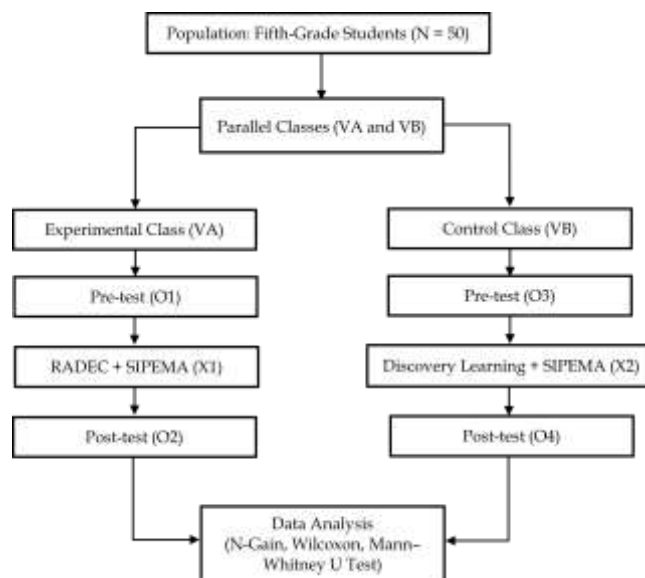 Population: Fifth-Grade Students (N = 50)
Parallel Classes (VA and VB)
Experimental Class (VA)
Control Class (VB)
Pre-test (O1)
Pre-test (O3)
RADEC + SIPEMA (X1)
Discovery Learning + SIPEMA (X2)
Post-test (O2)
Post-test (O4)
Data Analysis
(N-Gain, Wilcoxon, Mann–
Whitney U Test)